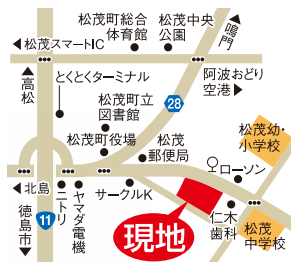 松茂町総合
体育館
松茂中央
公園
鳴門
松茂スマートIC
とくとくターミナル
阿波おどり
空港
高松
松茂町立
図書館
28
松茂町役場
松茂
郵便局
松茂幼・
小学校
ローソン
北島
ニトリ
ヤマダ電機
サークルK
徳島市
11
現地
仁木
歯科
松茂
中学校